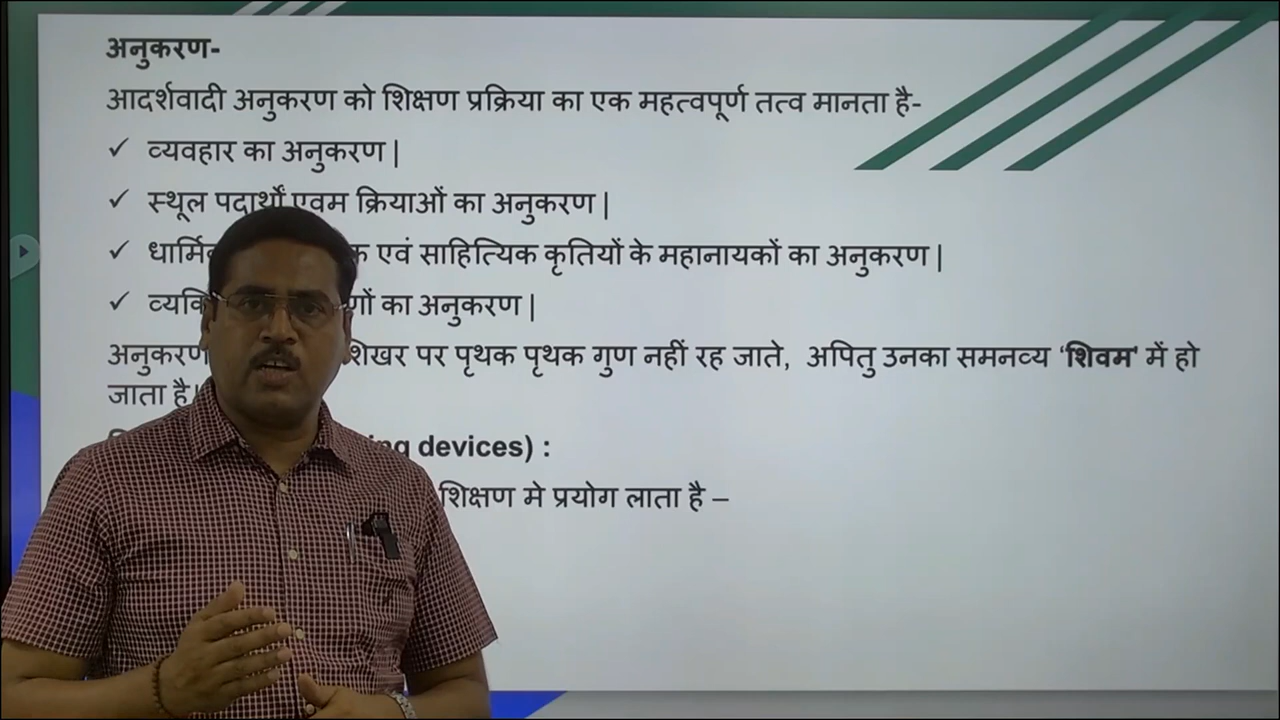 अनुकरण-
आदर्शवादी अनुकरण को शिक्षण प्रक्रिया का एक महत्वपूर्ण तत्व मानता है-
✓ व्यवहार का अनुकरण |
✓ स्थूल पदार्थों एवम क्रियाओं का अनुकरण |
✓ एवं साहित्यिक कृतियों के महानायकों का अनुकरण |
✓ का अनुकरण |
अनुकरण शिखर पर पृथक पृथक गुण नहीं रह जाते, अपितु उनका समनव्य 'शिवम' में हो
जाता है|
devices) :
शिक्षण मे प्रयोग लाता है –